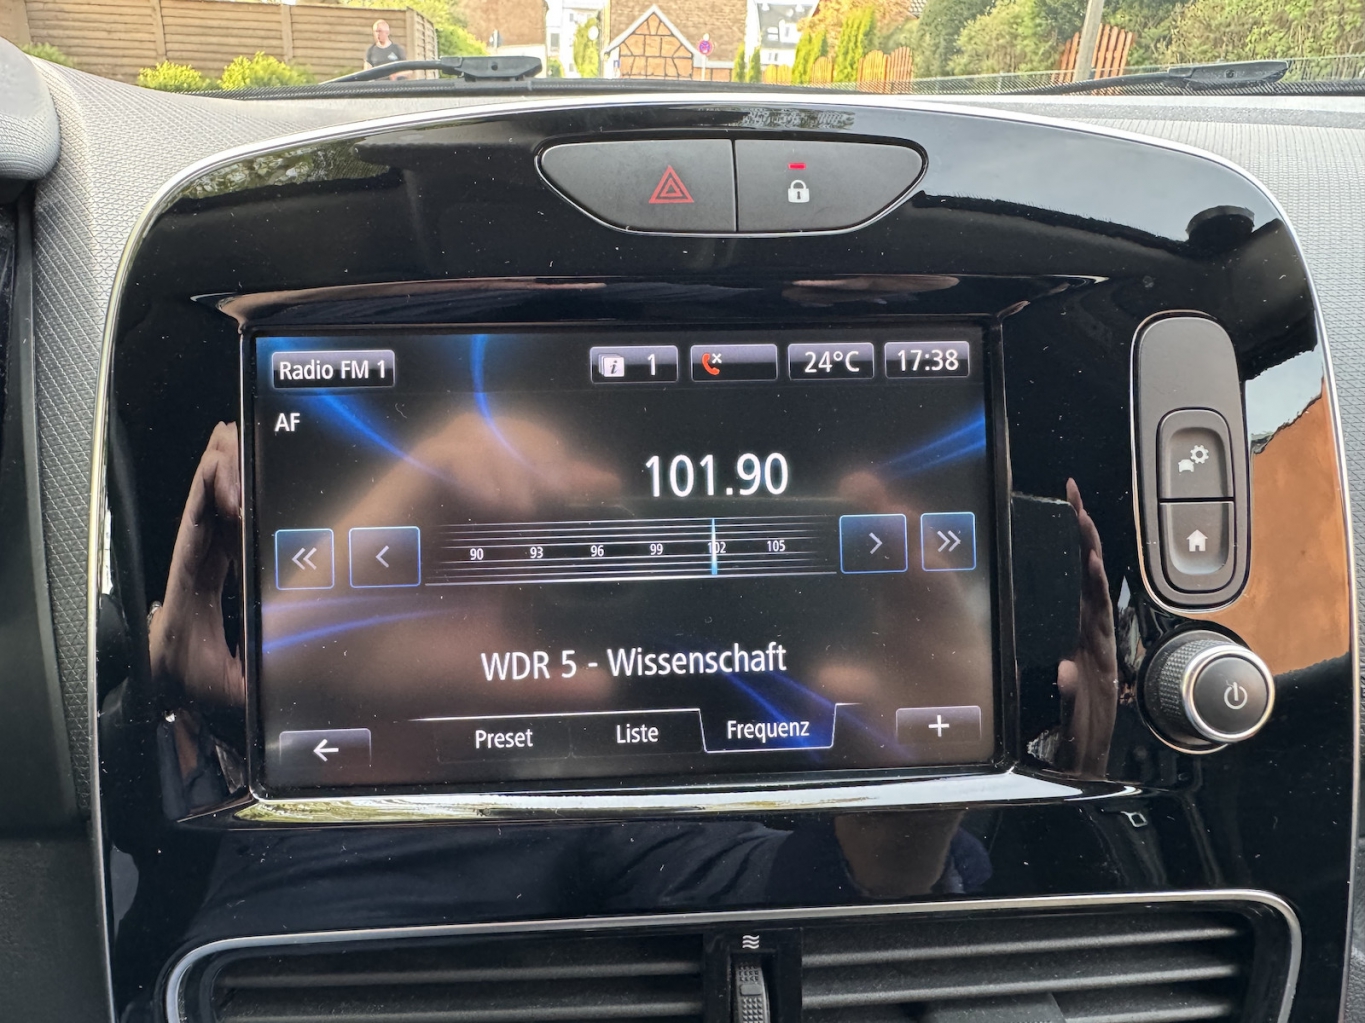 Radio FM 1
1
24°C
17:38
AF
101.90
90 93 96 99 102 105
WDR 5 - Wissenschaft
Preset
Liste
Frequenz
+